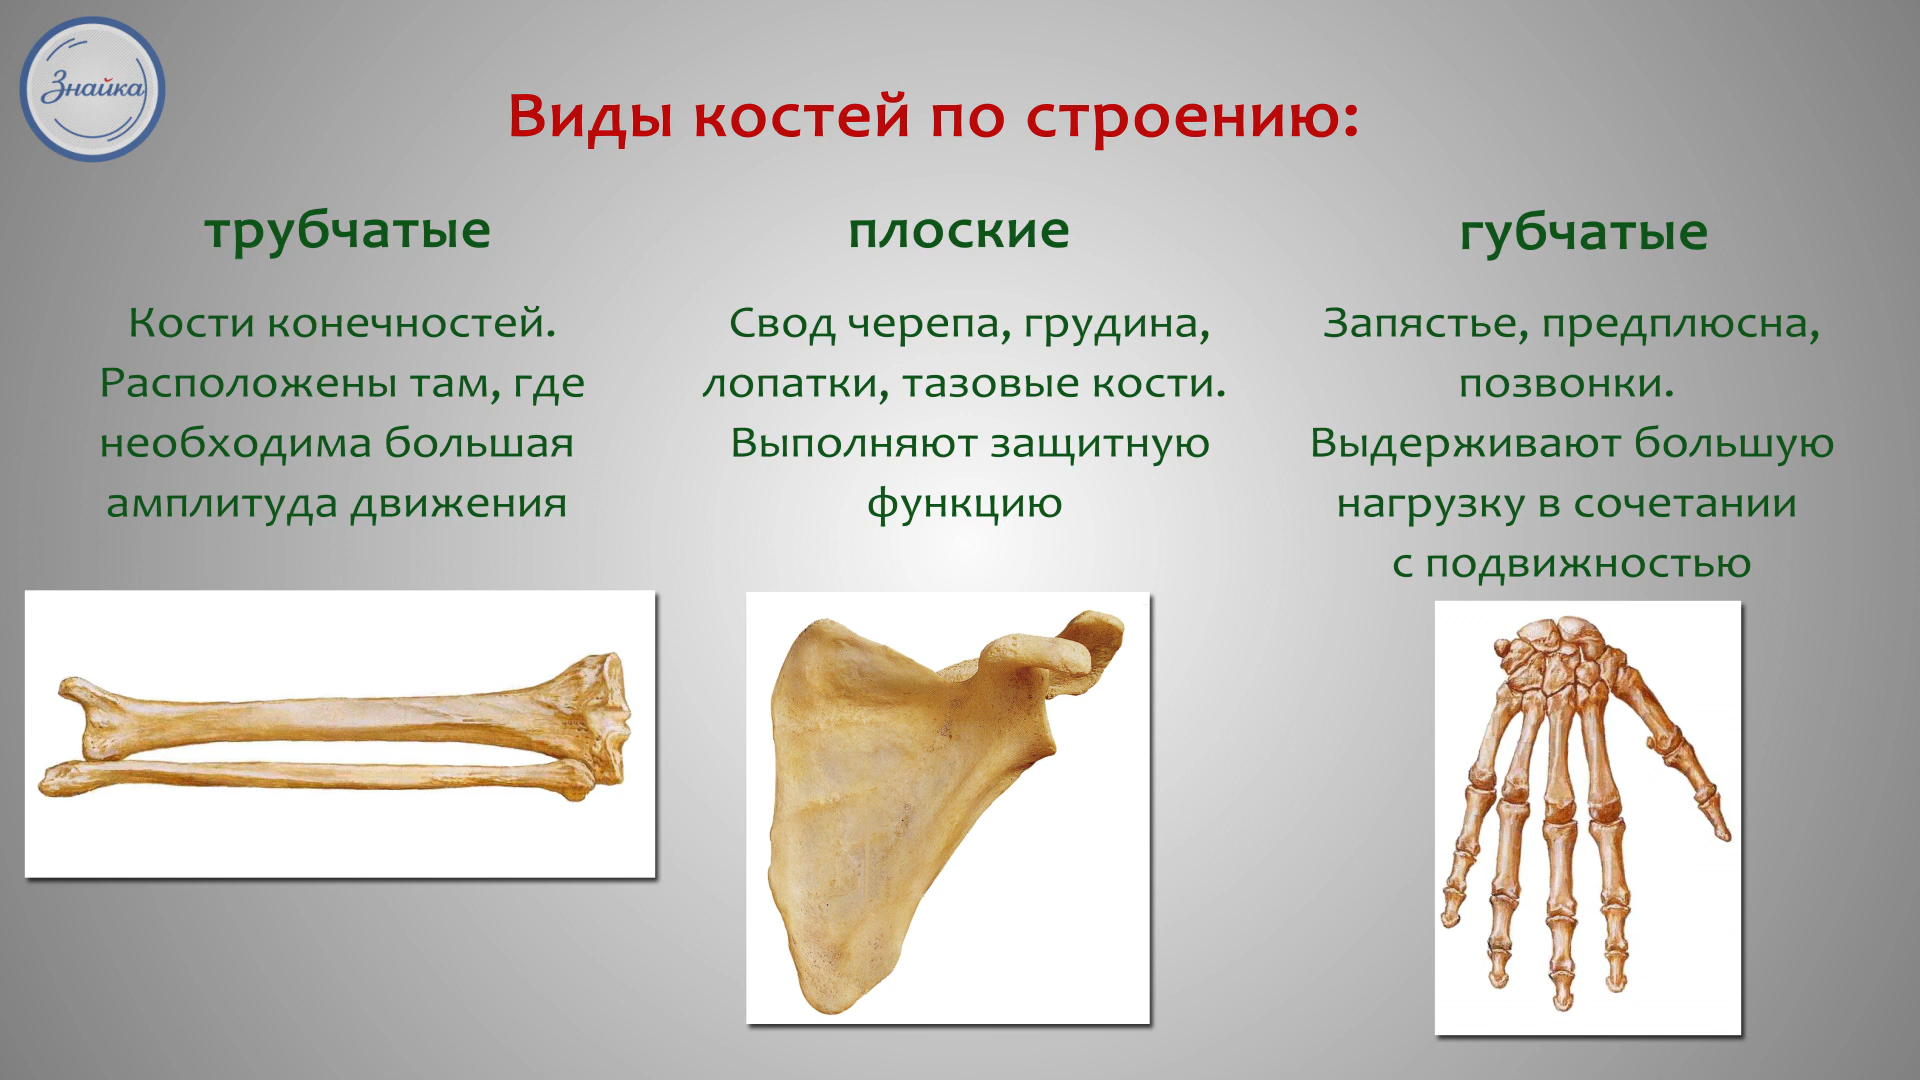 Знайка
Виды костей по строению:
трубчатые
Кости конечностей.
Расположены там, где
необходима большая
амплитуда движения
плоские
Свод черепа, грудина,
лопатки, тазовые кости.
Выполняют защитную
функцию
губчатые
Запястье, предплюсна,
позвонки.
Выдерживают большую
нагрузку в сочетании
с подвижностью